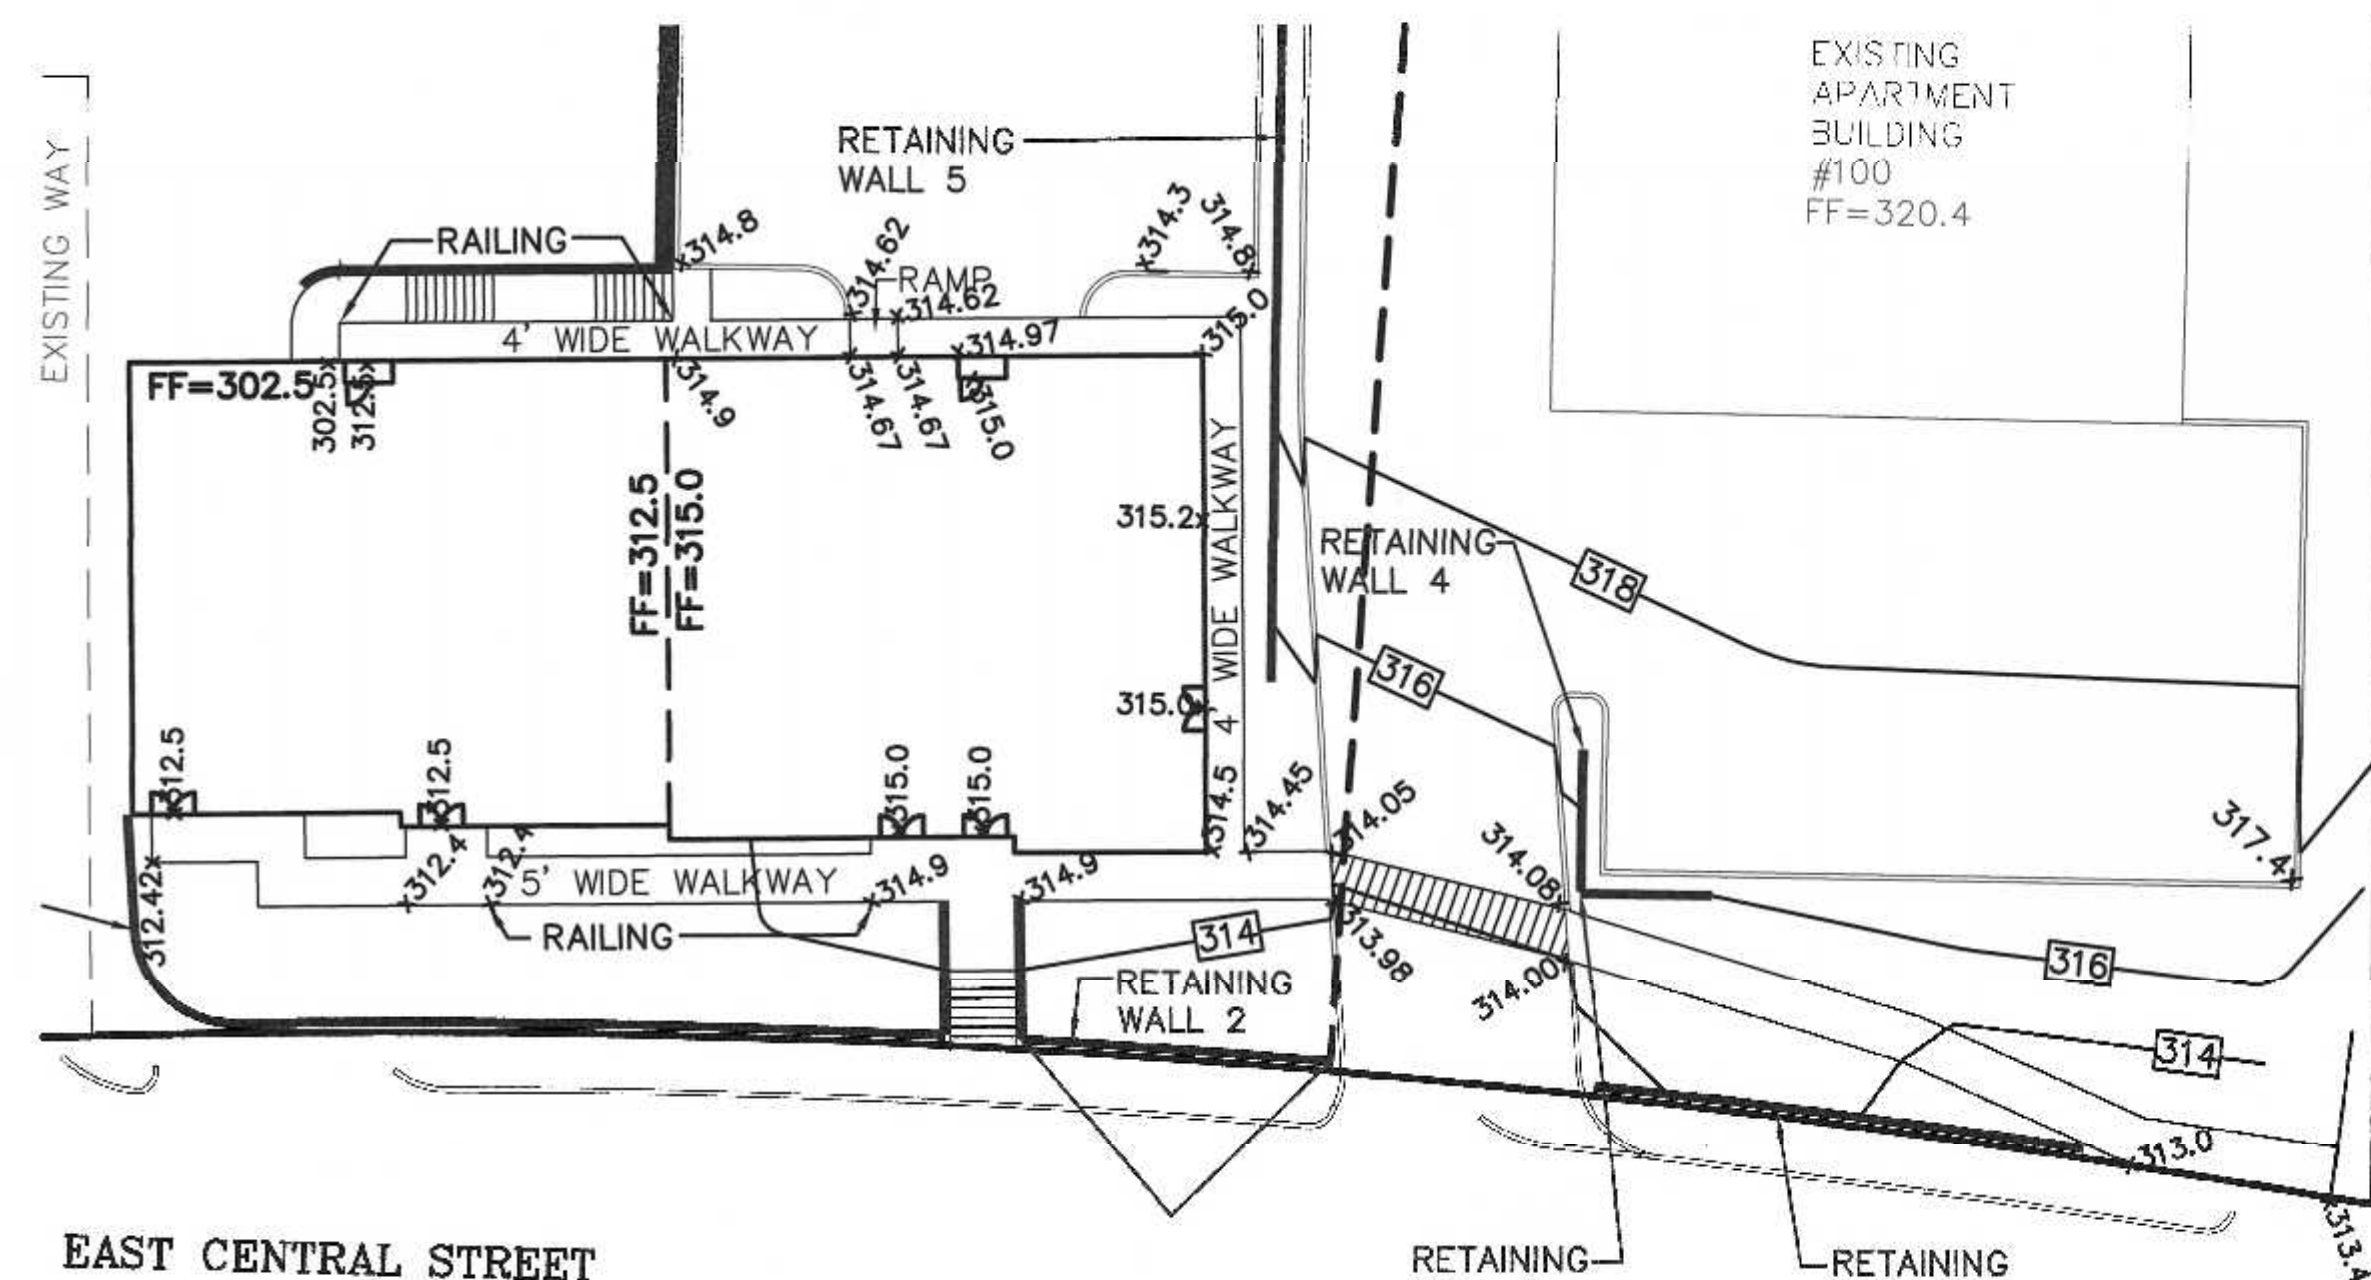 EXISTING
APARTMENT
BUILDING
#100
FF=320.4
EXISTING WAY
RETAINING
WALL 5
RAILING
314.8
314.62
RAMP
314.62
314.3
314.8
315.0
4' WIDE WALKWAY
314.97
FF=302.5
302.5
312.5
314.9
314.67
314.67
315.0
FF=312.5
FF=315.0
315.2
4' WIDE WALKWAY
315.0
RETAINING
WALL 4
318
316
312.5
312.5
315.0
315.0
314.5
314.45
314.05
314.08
317.4
312.42
312.4
312.4
5' WIDE WALKWAY
314.9
314.9
RAILING
314
313.98
314.00
316
RETAINING
WALL 2
314
313.0
313.4
EAST CENTRAL STREET
RETAINING
RETAINING